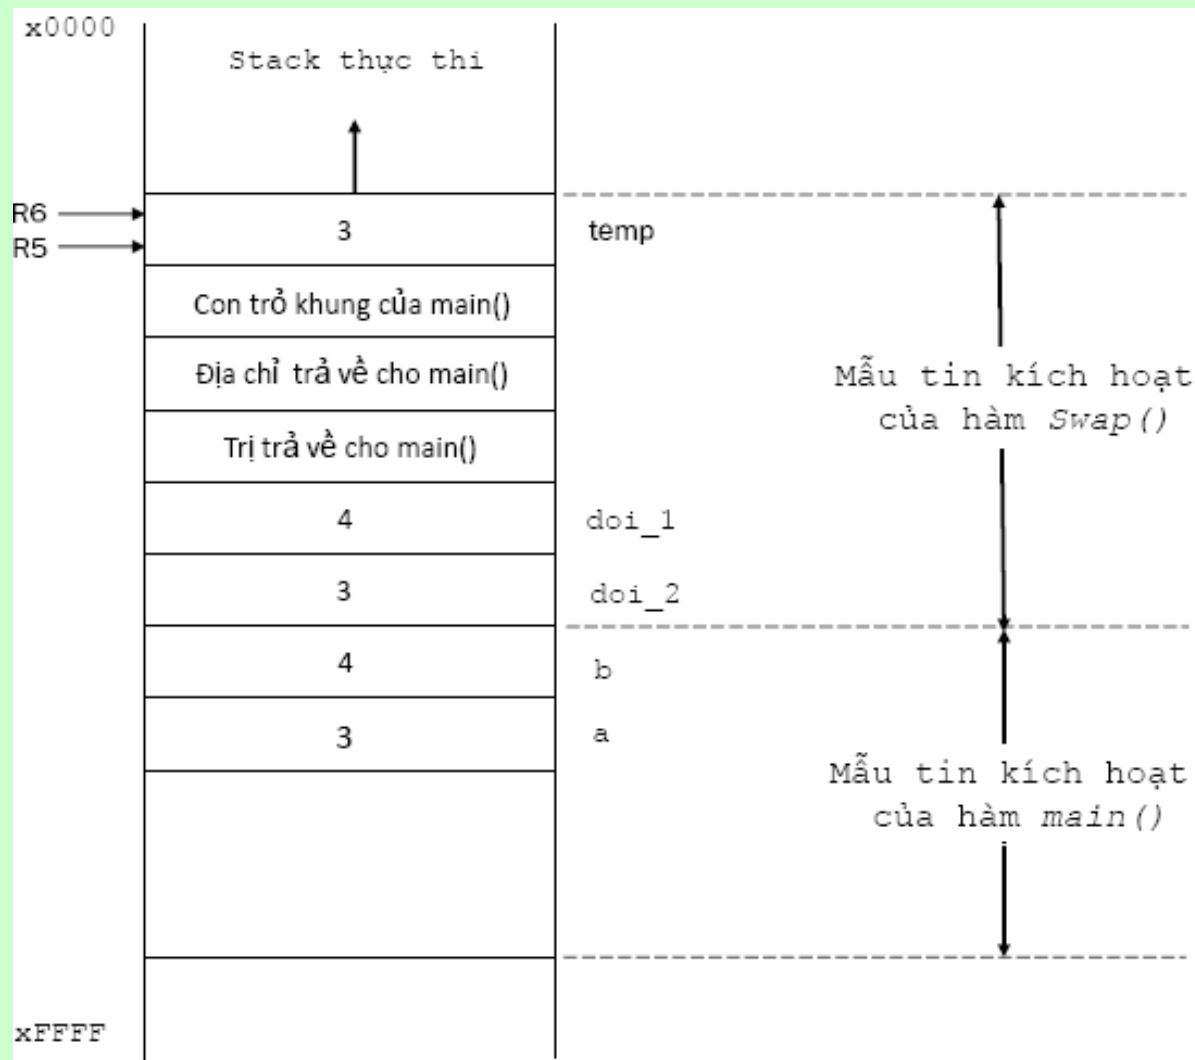 x0000
Stack thực thi
R6
R5
3
temp
Con trỏ khung của main()
Địa chỉ trả về cho main()
Trị trả về cho main()
Mẫu tin kích hoạt
của hàm Swap()
4
doi_1
3
doi_2
4
b
3
a
Mẫu tin kích hoạt
của hàm main()
xFFFF